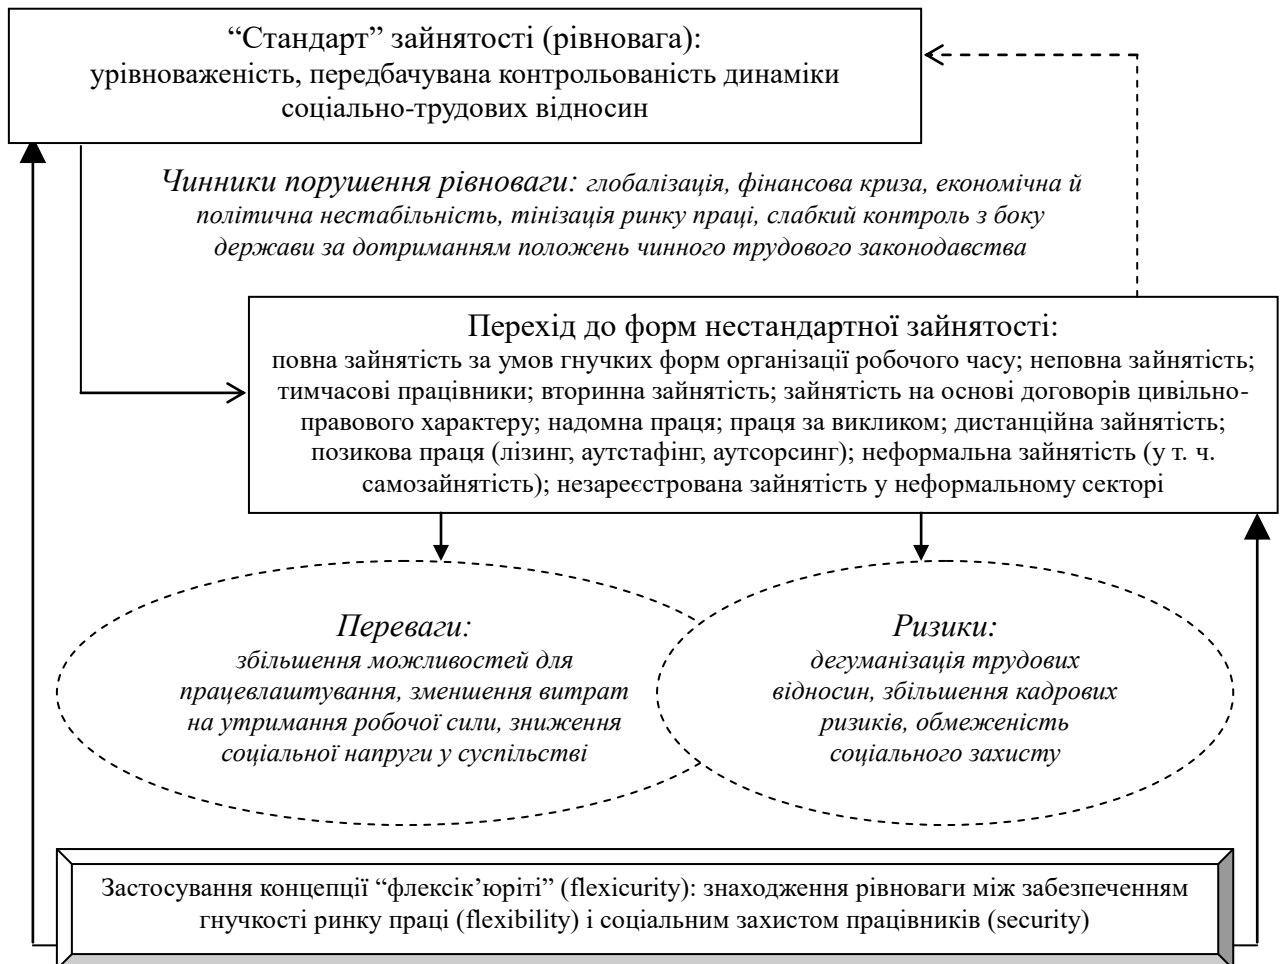 “Стандарт” зайнятості (рівновага):
урівноваженість, передбачувана контрольованість динаміки
соціально-трудових відносин
Чинники порушення рівноваги: глобалізація, фінансова криза, економічна й
політична нестабільність, тінізація ринку праці, слабкий контроль з боку
держави за дотриманням положень чинного трудового законодавства
Перехід до форм нестандартної зайнятості:
повна зайнятість за умов гнучких форм організації робочого часу; неповна зайнятість;
тимчасові працівники; вторинна зайнятість; зайнятість на основі договорів цивільно-
правового характеру; надомна праця; праця за викликом; дистанційна зайнятість;
позикова праця (лізинг, аутстафінг, аутсорсинг); неформальна зайнятість (у т. ч.
самозайнятість); незареєстрована зайнятість у неформальному секторі
Переваги:
збільшення можливостей для
працевлаштування, зменшення витрат
на утримання робочої сили, зниження
соціальної напруги у суспільстві
Ризики:
дегуманізація трудових
відносин, збільшення кадрових
ризиків, обмеженість
соціального захисту
Застосування концепції “флексік’юріті” (flexicurity): знаходження рівноваги між забезпеченням
гнучкості ринку праці (flexibility) і соціальним захистом працівників (security)